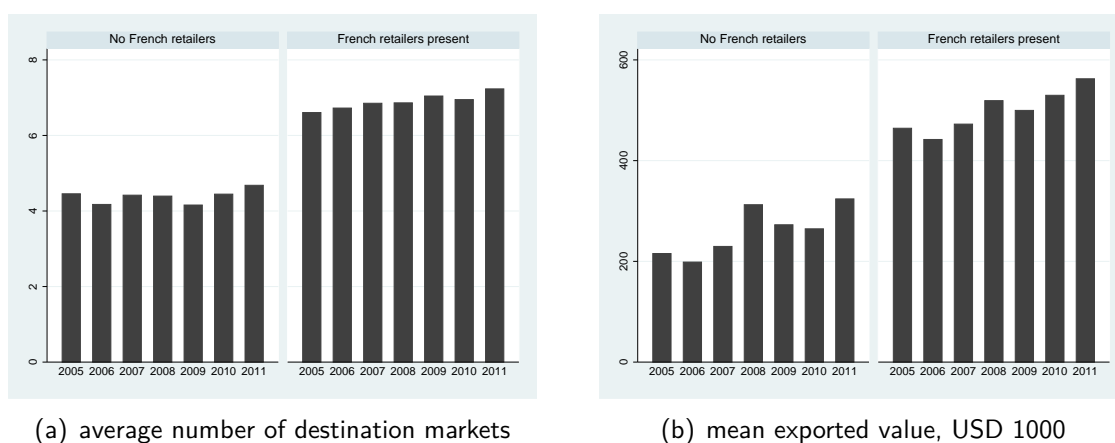 No French retailers
French retailers present
8
6
4
2
0
2005 2006 2007 2008 2009 2010 2011
2005 2006 2007 2008 2009 2010 2011
(a) average number of destination markets
No French retailers
French retailers present
600
400
200
0
2005 2006 2007 2008 2009 2010 2011
2005 2006 2007 2008 2009 2010 2011
(b) mean exported value, USD 1000